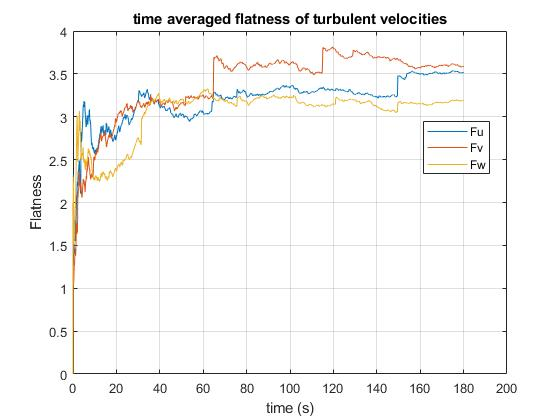 time averaged flatness of turbulent velocities
Flatness
4
3.5
3
2.5
2
1.5
1
0.5
0
Fu
Fv
Fw
0 20 40 60 80 100 120 140 160 180 200
time (s)